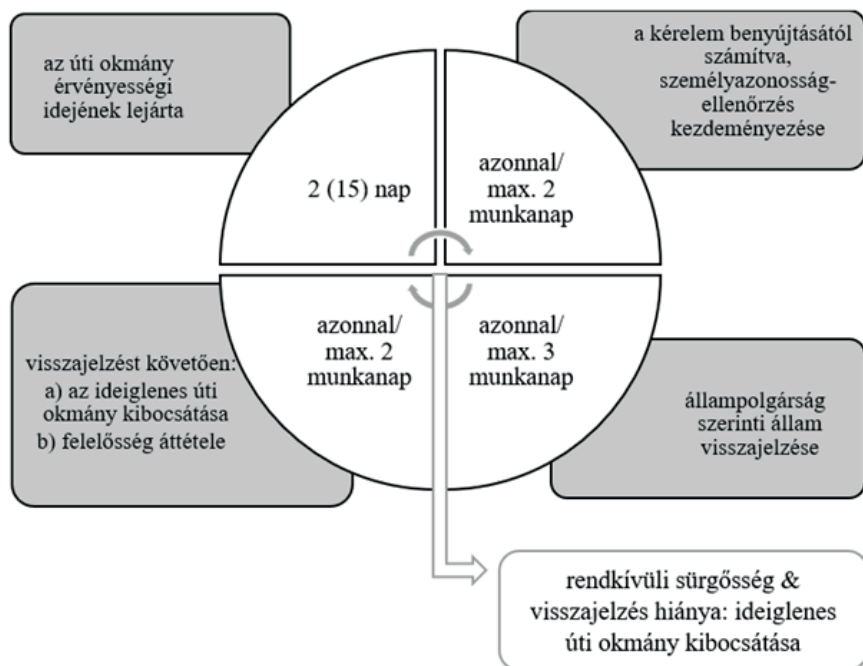 az úti okmány
érvényességi
idejének lejárta
a kérelem benyújtásától
számítva,
személyazonosság-
ellenőrzés
kezdeményezése
2 (15) nap
azonnal/
max. 2
munkanap
azonnal/
max. 2
munkanap
azonnal/
max. 3
munkanap
visszajelzést követően:
a) az ideiglenes úti
okmány kibocsátása
b) felelősség áttétele
állampolgárság
szerinti állam
visszajelzése
rendkívüli sürgősség &
visszajelzés hiánya: ideiglenes
úti okmány kibocsátása